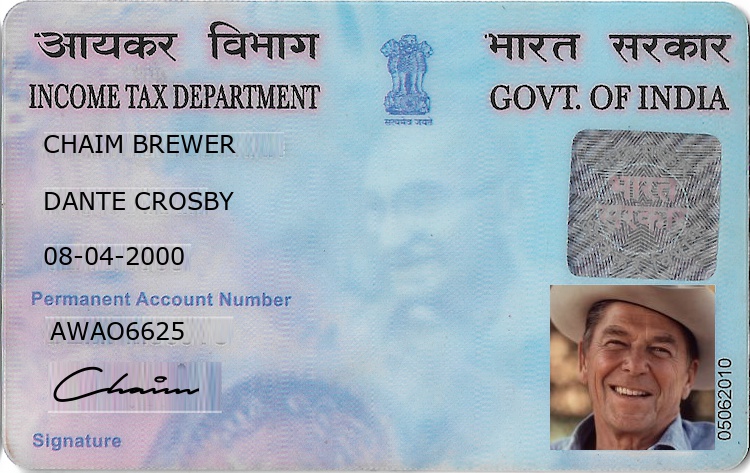 आयकर विभाग
भारत सरकार
INCOME TAX DEPARTMENT
GOVT. OF INDIA
सत्यमेव जयते
CHAIM BREWER
DANTE CROSBY
भारत
सरकार
08-04-2000
Permanent Account Number
AWAO6625
Chaim
05062010
Signature